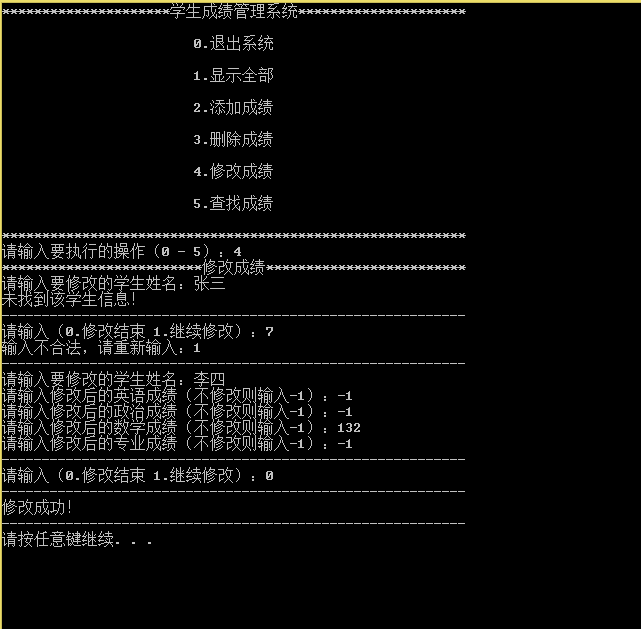 *********************学生成绩管理系统*********************
0.退出系统
1.显示全部
2.添加成绩
3.删除成绩
4.修改成绩
5.查找成绩
**********************************************************
请输入要执行的操作（0 - 5）：4
*************************修改成绩*************************
请输入要修改的学生姓名：张三
未找到该学生信息!
----------------------------------------------------------
请输入（0.修改结束 1.继续修改）：7
输入不合法，请重新输入：1
----------------------------------------------------------
请输入要修改的学生姓名：李四
请输入修改后的英语成绩（不修改则输入-1）：-1
请输入修改后的政治成绩（不修改则输入-1）：-1
请输入修改后的数学成绩（不修改则输入-1）：132
请输入修改后的专业成绩（不修改则输入-1）：-1
----------------------------------------------------------
请输入（0.修改结束 1.继续修改）：0
----------------------------------------------------------
修改成功!
----------------------------------------------------------
请按任意键继续. . .